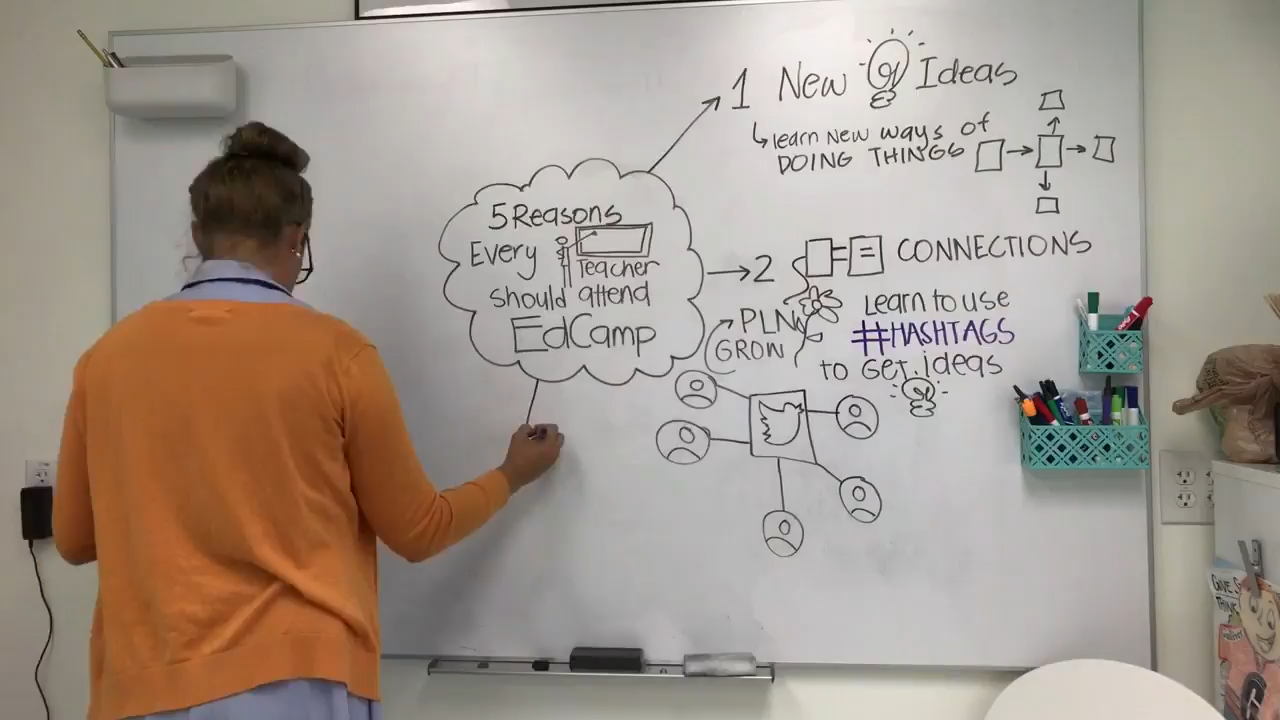 5 Reasons
Every
Teacher
should attend
EdCamp
1 New Ideas
learn new ways of
DOING THINGS
2 CONNECTIONS
PLN
GROW
Learn to use
#HASHTAGS
to Get ideas
GIVE